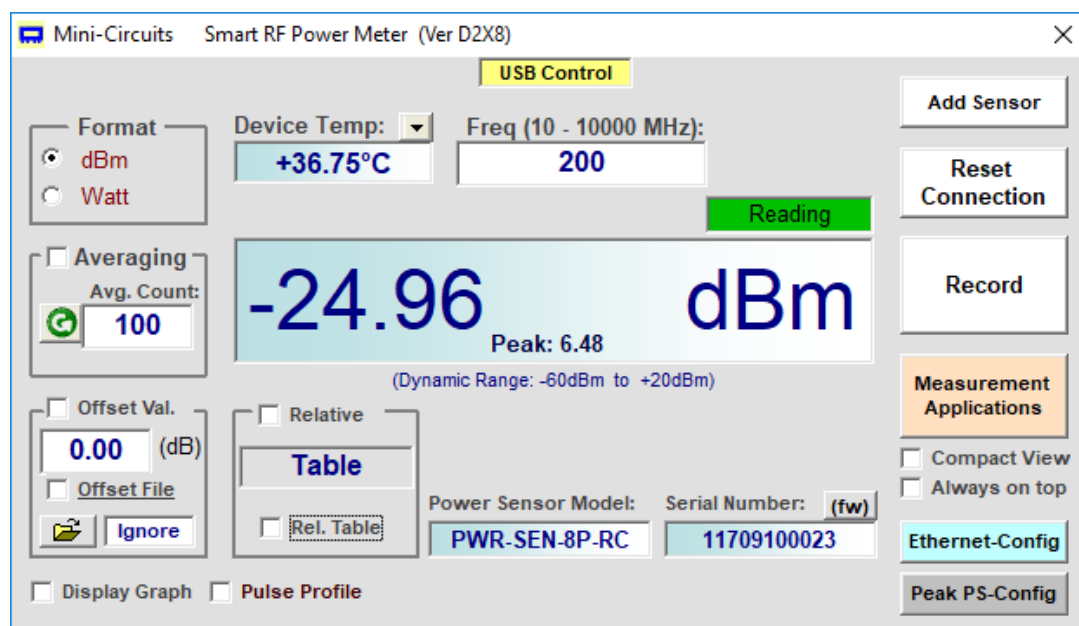 Mini-Circuits Smart RF Power Meter (Ver D2X8)
USB Control
Format
dBm
Watt
Device Temp:
+36.75°C
Freq (10 - 10000 MHz):
200
Reading
Averaging
Avg. Count:
100
-24.96 dBm
Peak: 6.48
(Dynamic Range: -60dBm to +20dBm)
Offset Val.
0.00 (dB)
Offset File
Ignore
Relative
Table
Rel. Table
Power Sensor Model:
PWR-SEN-8P-RC
Serial Number: (fw)
11709100023
Display Graph
Pulse Profile
Add Sensor
Reset
Connection
Record
Measurement
Applications
Compact View
Always on top
Ethernet-Config
Peak PS-Config